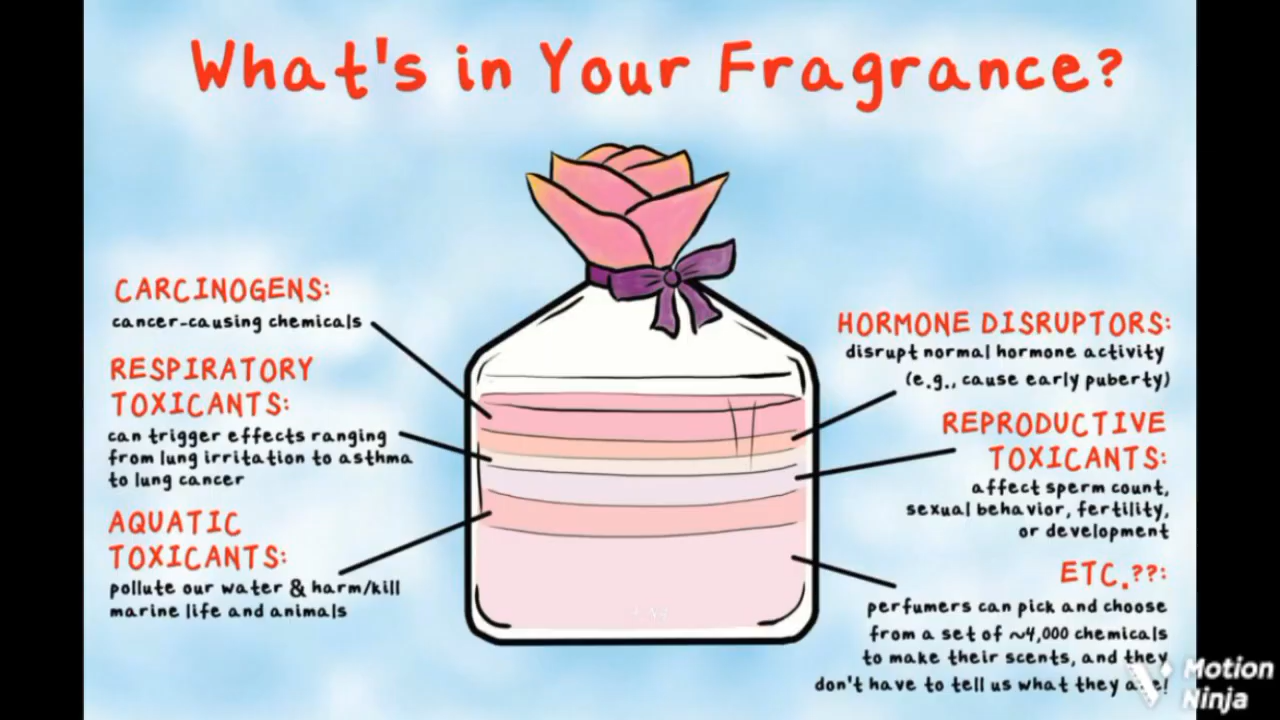 What's in Your Fragrance?
CARCINOGENS:
cancer-causing chemicals
RESPIRATORY
TOXICANTS:
can trigger effects ranging
from lung irritation to asthma
to lung cancer
AQUATIC
TOXICANTS:
pollute our water & harm/kill
marine life and animals
HORMONE DISRUPTORS:
disrupt normal hormone activity
(e.g., cause early puberty)
REPRODUCTIVE
TOXICANTS:
affect sperm count,
sexual behavior, fertility,
or development
ETC.??:
perfumers can pick and choose
from a set of ~4,000 chemicals
to make their scents, and they
don't have to tell us what they are!
Motion
Ninja